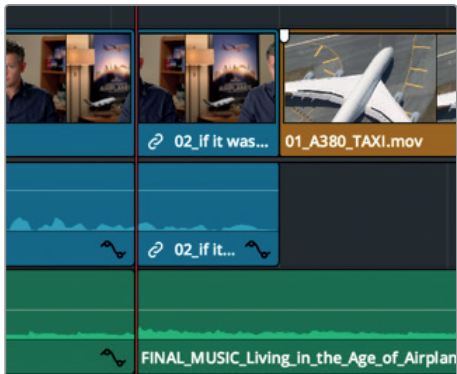 02_if it was...
01_A380_TAXI.mov
02_if it...
FINAL_MUSIC_Living_in_the_Age_of_Airplan